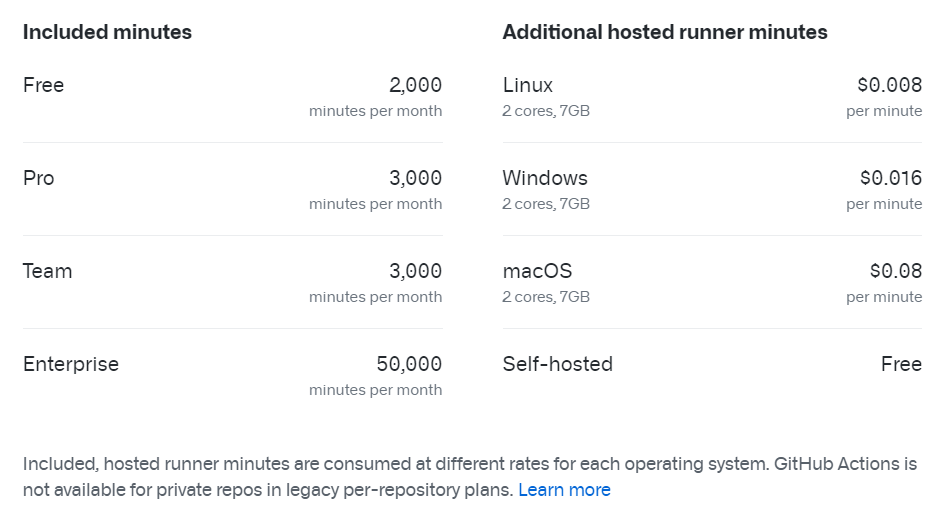 Included minutes
Free
2,000
minutes per month
Pro
3,000
minutes per month
Team
3,000
minutes per month
Enterprise
50,000
minutes per month
Additional hosted runner minutes
Linux
$0.008
2 cores, 7GB
per minute
Windows
$0.016
2 cores, 7GB
per minute
macOS
$0.08
2 cores, 7GB
per minute
Self-hosted
Free
Included, hosted runner minutes are consumed at different rates for each operating system. GitHub Actions is
not available for private repos in legacy per-repository plans. Learn more